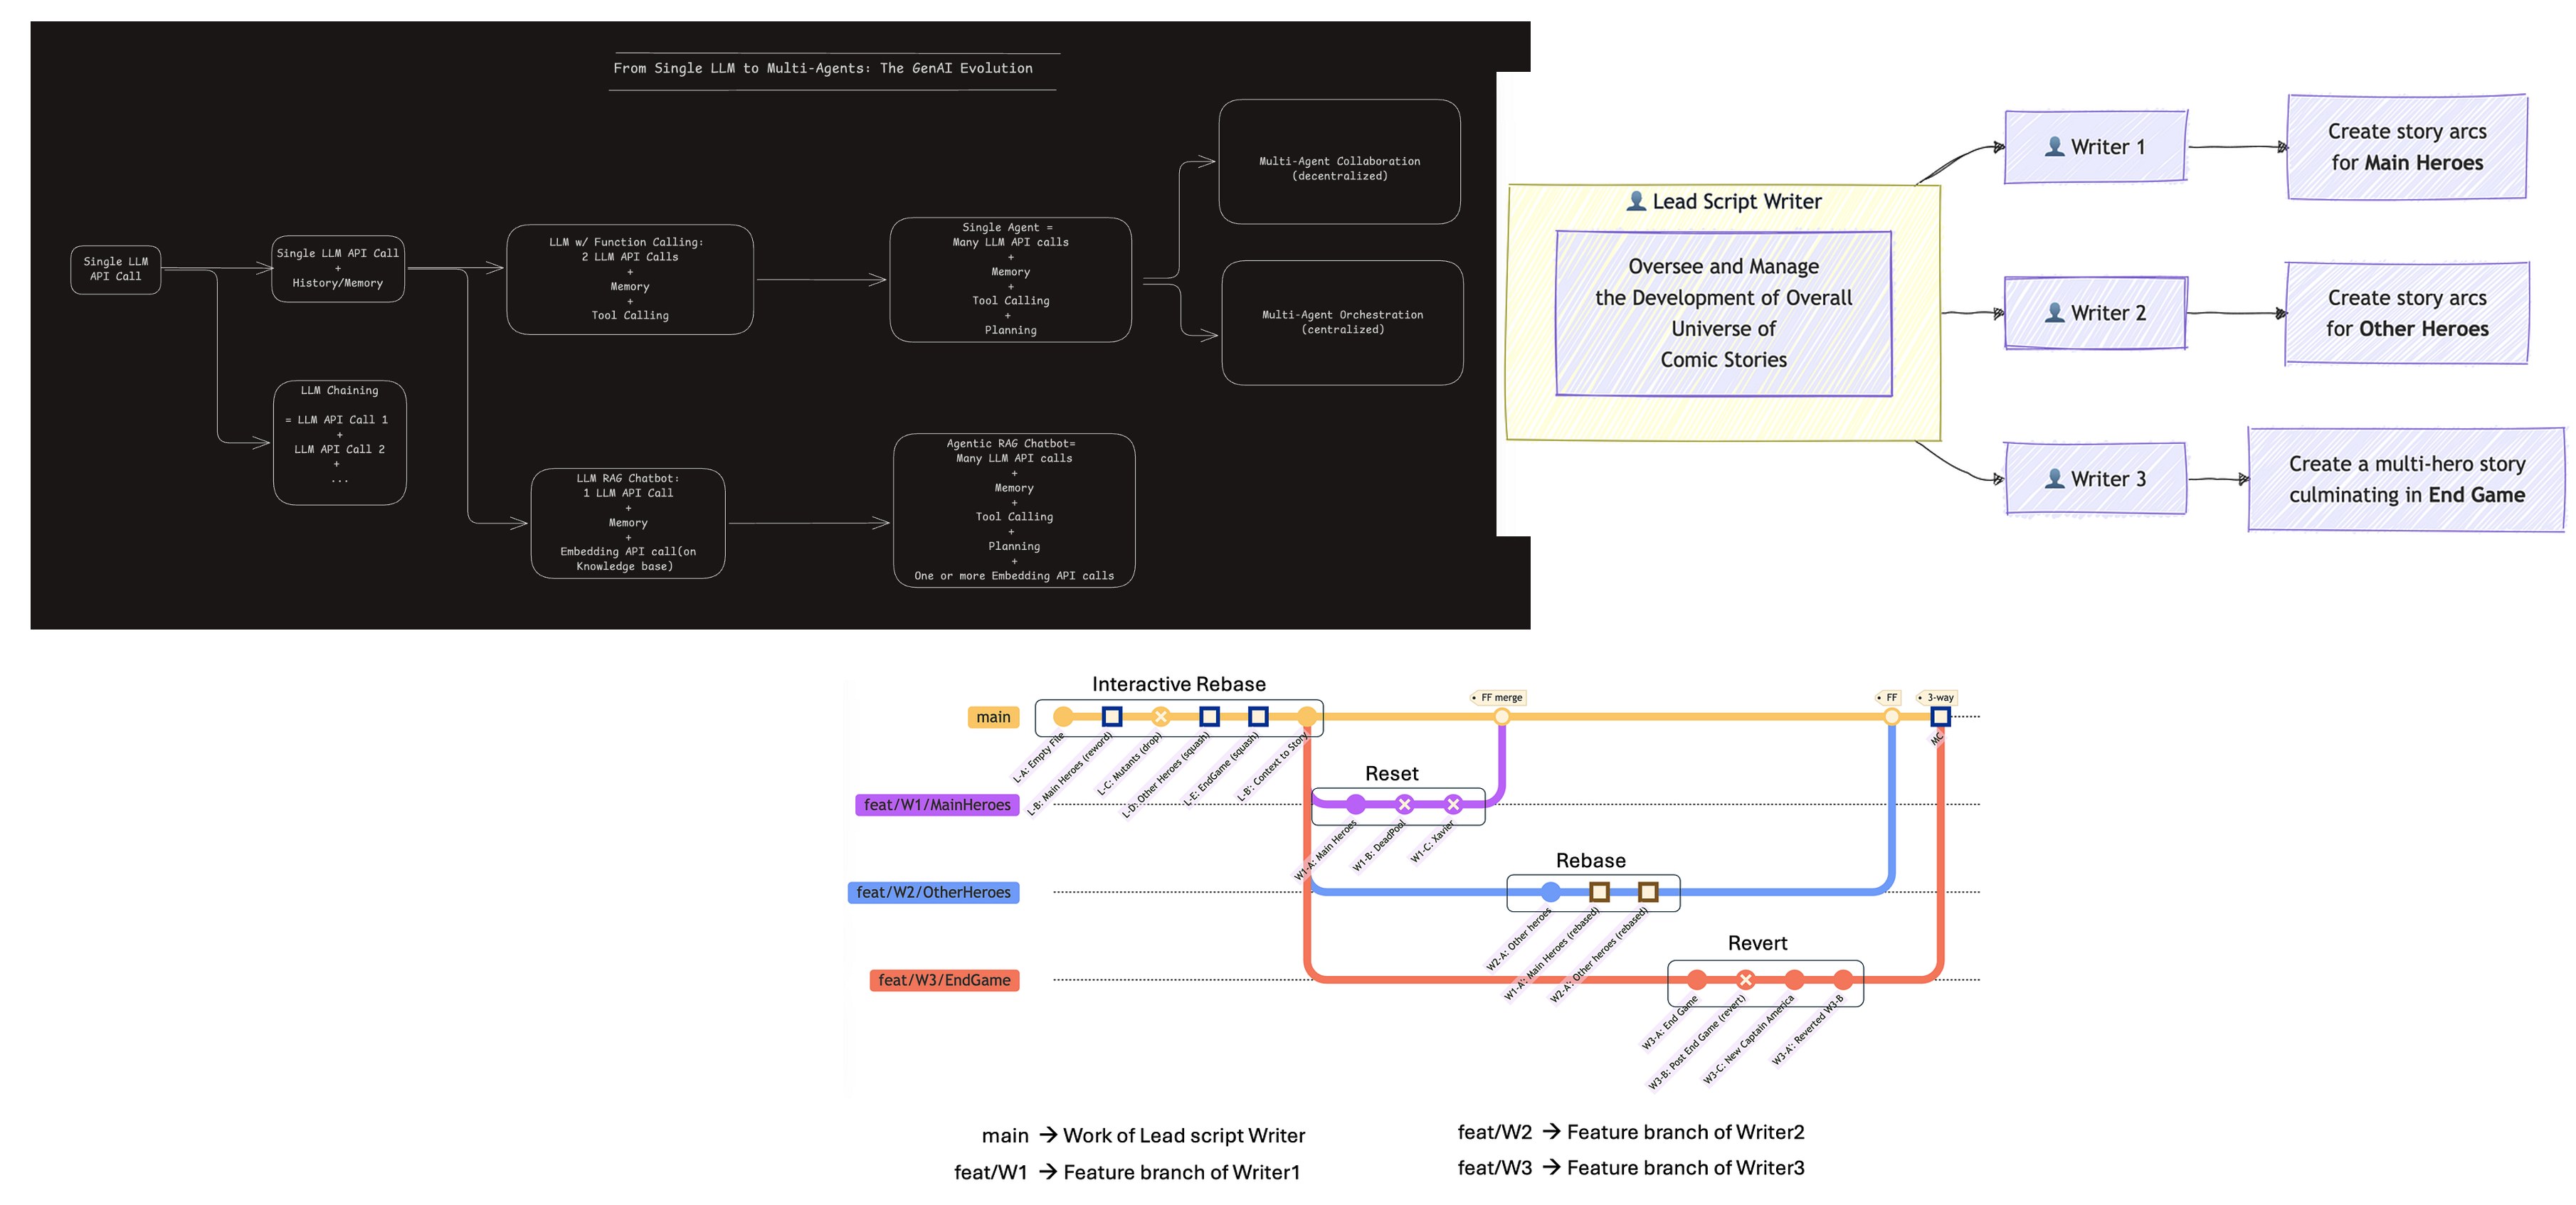 From Single LLM to Multi-Agents: The GenAI Evolution
Single LLM
API Call
Single LLM API Call
+
History/Memory
LLM Chaining
= LLM API Call 1
+
LLM API Call 2
+
...
LLM w/ Function Calling:
2 LLM API Calls
+
Memory
+
Tool Calling
LLM RAG Chatbot:
1 LLM API Call
+
Memory
+
Embedding API call(on
Knowledge base)
Single Agent =
Many LLM API calls
+
Memory
+
Tool Calling
+
Planning
Agentic RAG Chatbot=
Many LLM API calls
+
Memory
+
Tool Calling
+
Planning
+
One or more Embedding API calls
Multi-Agent Collaboration
(decentralized)
Multi-Agent Orchestration
(centralized)
Lead Script Writer
Oversee and Manage
the Development of Overall
Universe of
Comic Stories
Writer 1
Create story arcs
for Main Heroes
Writer 2
Create story arcs
for Other Heroes
Writer 3
Create a multi-hero story
culminating in End Game
Interactive Rebase
FF merge
FF
3-way
main
L-A: Empty File
L-B: Main Heroes (reword)
L-C: Mutants (drop)
L-D: Other Heroes (squash)
L-E: EndGame (squash)
L-B': Context to Story
MC
Reset
feat/W1/MainHeroes
W1-A: Main Heroes
W1-B: DeadPool
W1-C: Xavier
Rebase
feat/W2/OtherHeroes
W2-A: Other heroes
W1-A': Main Heroes (rebased)
W2-A': Other heroes (rebased)
Revert
feat/W3/EndGame
W3-A: End Game
W3-B: Post End Game (revert)
W3-C: New Captain America
W3-A': Reverted W3-B
main → Work of Lead script Writer
feat/W1 → Feature branch of Writer1
feat/W2 → Feature branch of Writer2
feat/W3 → Feature branch of Writer3